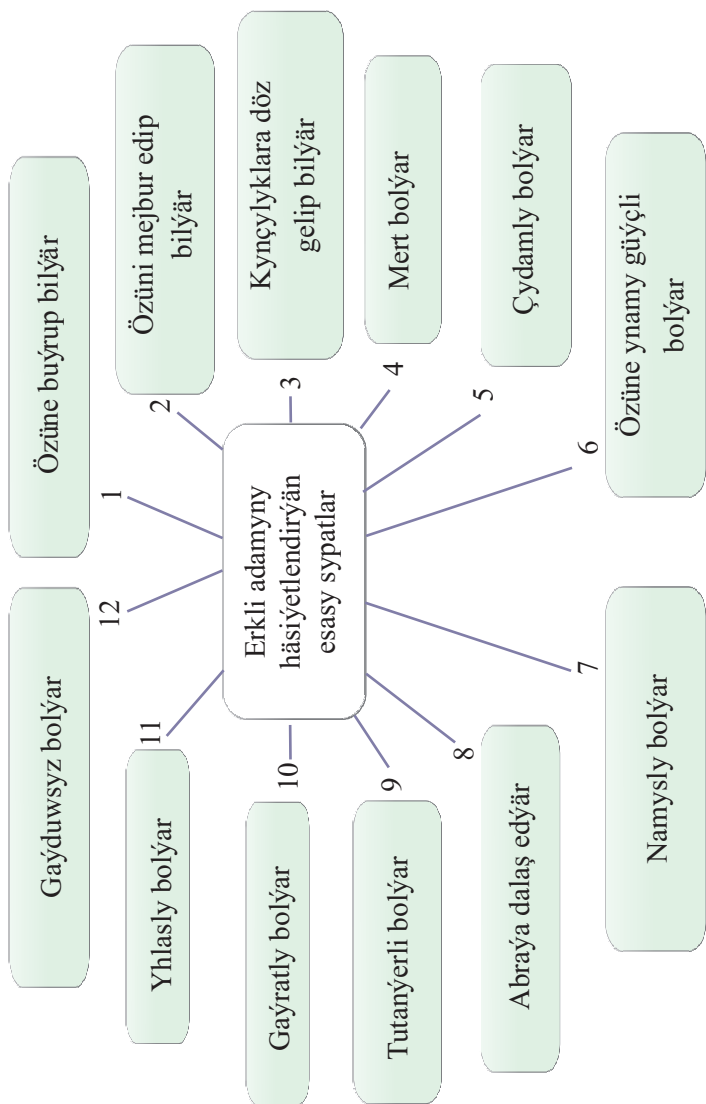 Erkli adamyny
häsiýetlendirýän
esasy sypatlar
1
Özüne buýrup bilýär
2
Özüni mejbur edip
bilýär
3
Kynçylyklara döz
gelip bilýär
4
Mert bolýar
5
Çydamly bolýar
6
Özüne ynamy güýçli
bolýar
7
Namysly bolýar
8
Abraýa dalaş edýär
9
Tutanýerli bolýar
10
Gaýratly bolýar
11
Yhlasly bolýar
12
Gaýduwsyz bolýar